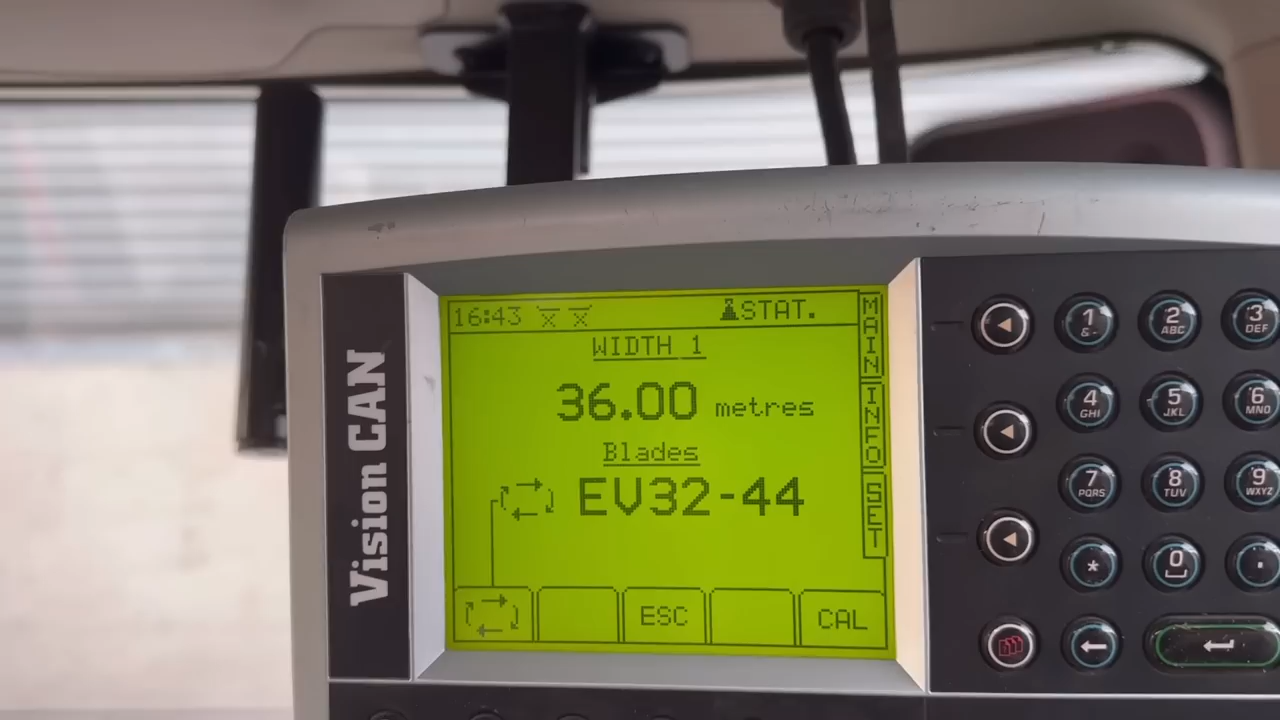 Vision CAN
16:43 STAT.
WIDTH 1
36.00 metres
Blades
EV32-44
ESC CAL
MAIN
INFO
SET
1 &-
2 ABC
3 DEF
4 GHI
5 JKL
6 MNO
7 PQRS
8 TUV
9 WXYZ
* 0 .